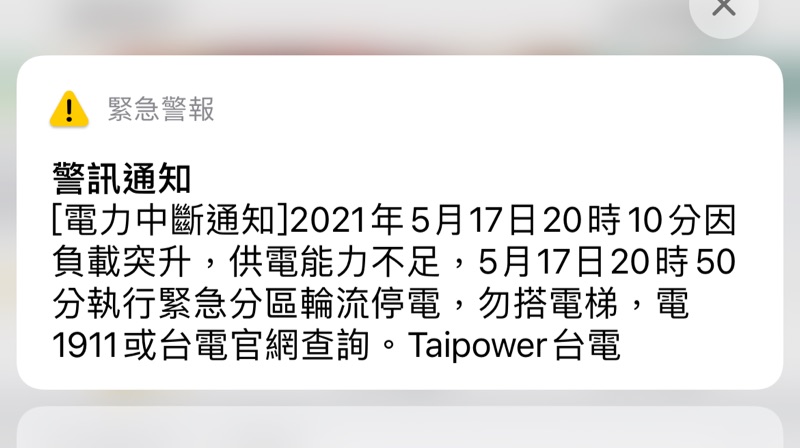 緊急警報
警訊通知
[電力中斷通知]2021年5月17日20時10分因
負載突升，供電能力不足，5月17日20時50
分執行緊急分區輪流停電，勿搭電梯，電
1911或台電官網查詢。Taipower台電